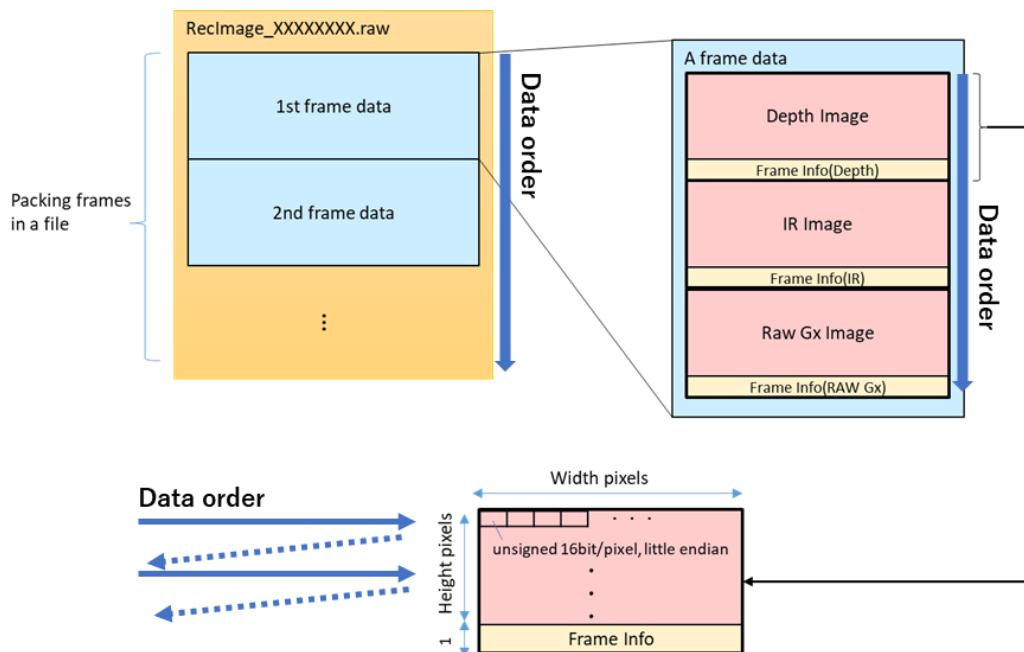 RecImage_XXXXXXXX.raw
1st frame data
2nd frame data
⋮
Data order
Packing frames
in a file
A frame data
Depth Image
Frame Info(Depth)
IR Image
Frame Info(IR)
Raw Gx Image
Frame Info(RAW Gx)
Data order
Data order
Width pixels
Height pixels
. . .
unsigned 16bit/pixel, little endian
1
Frame Info